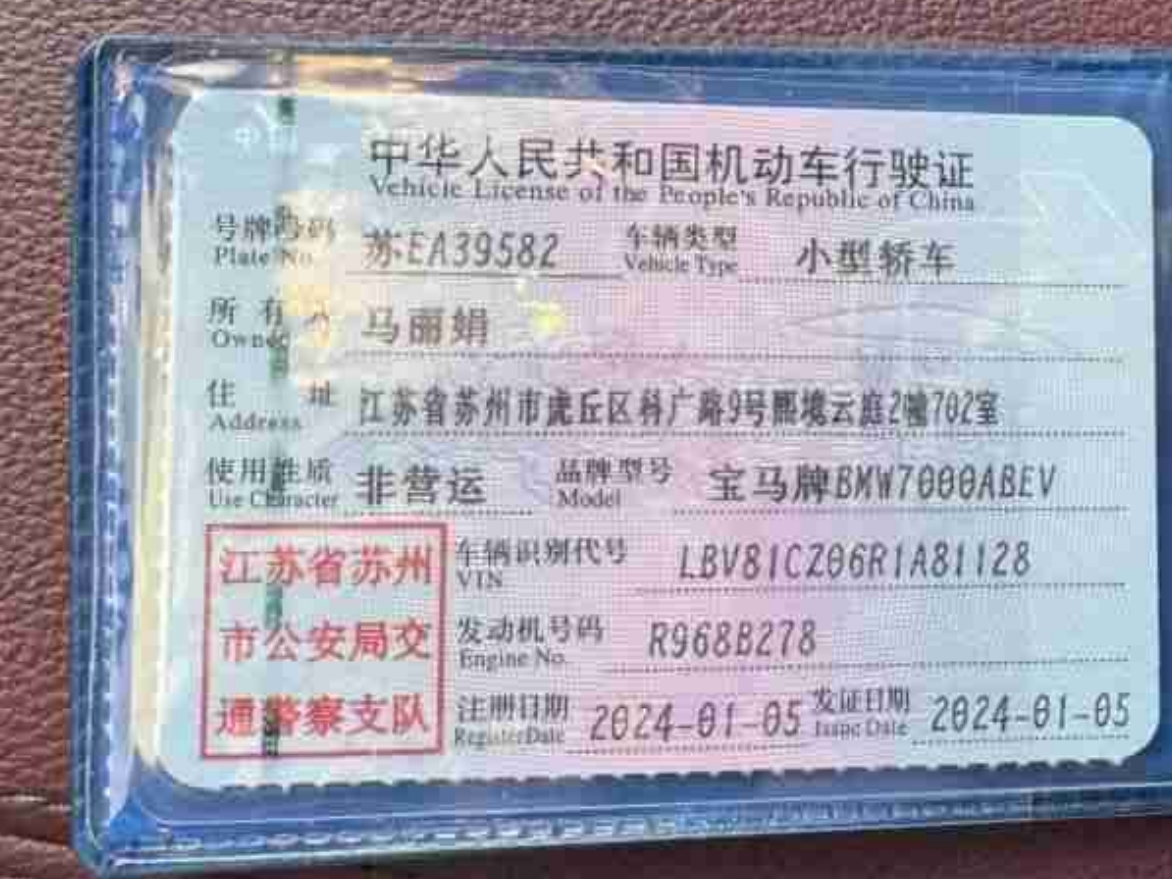 中华人民共和国机动车行驶证
Vehicle License of the People's Republic of China
号牌号码 苏EA39582 车辆类型 小型轿车
Plate No. Vehicle Type
所有人 马丽娟
Owner
住址 江苏省苏州市虎丘区科广路9号熙境云庭2幢702室
Address
使用性质 非营运 品牌型号 宝马牌BMW7000ABEV
Use Character Model
江苏省苏州
市公安局交
通警察支队
车辆识别代号 LBV81CZ06R1A81128
VIN
发动机号码 R968B278
Engine No.
注册日期 2024-01-05 发证日期 2024-01-05
Register Date Issue Date